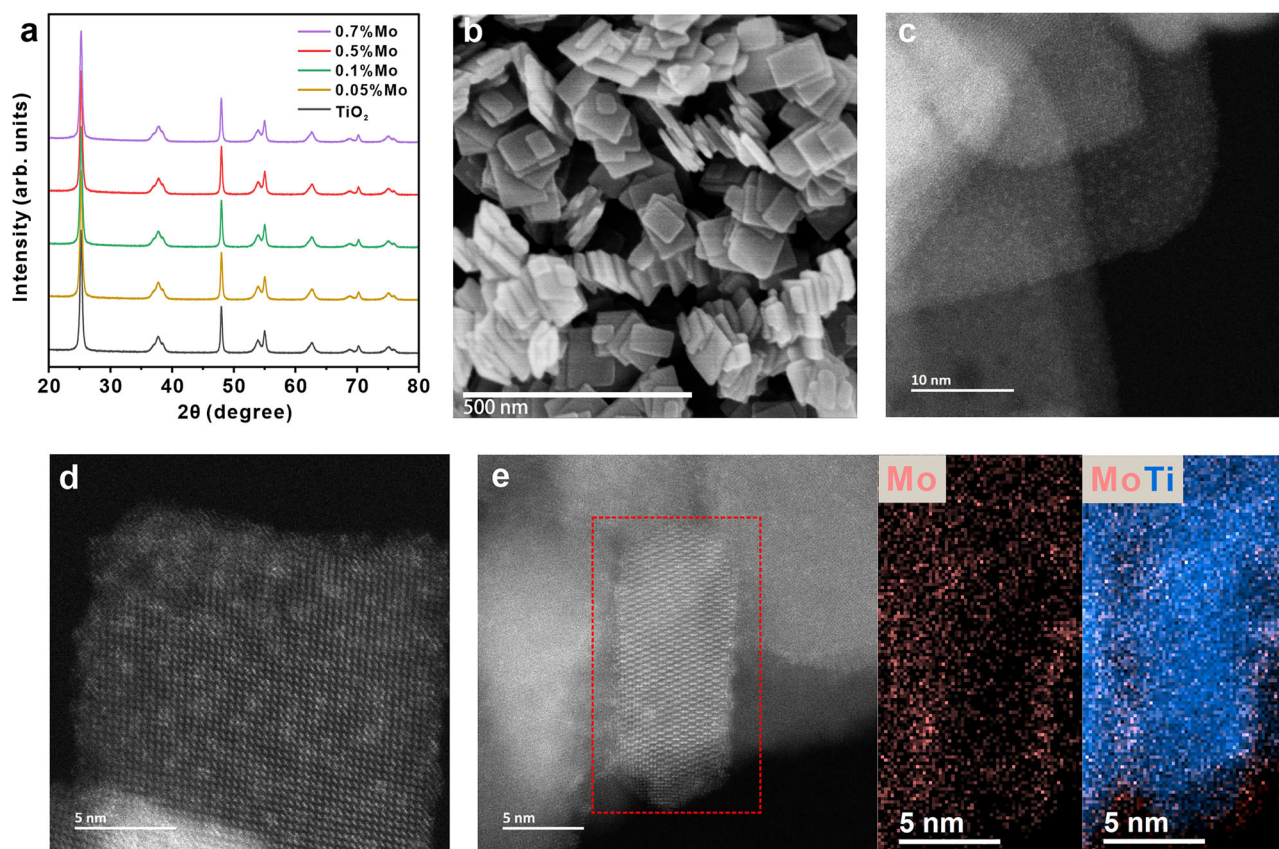 a
0.7%Mo
0.5%Mo
0.1%Mo
0.05%Mo
TiO₂
Intensity (arb. units)
20 30 40 50 60 70 80
2θ (degree)
b
500 nm
c
10 nm
d
5 nm
e
5 nm
Mo
5 nm
MoTi
5 nm